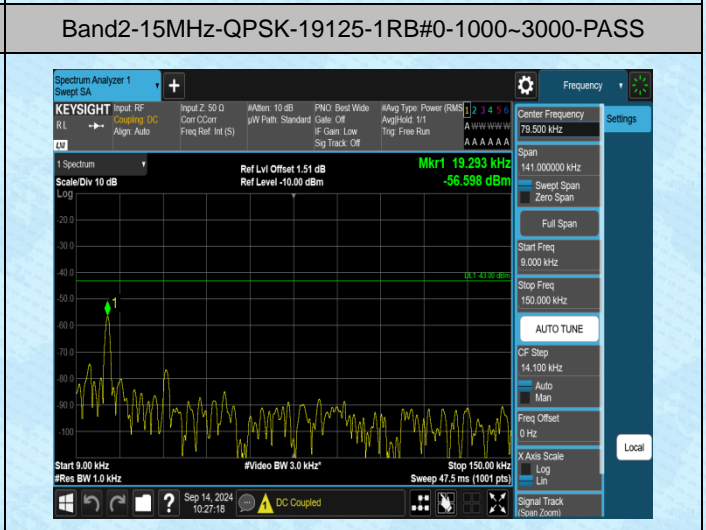 Band2-15MHz-QPSK-19125-1RB#0-1000~3000-PASS
Spectrum Analyzer 1
Swept SA
+
Frequency
KEYSIGHT
RL
LXI
Input: RF
Coupling: DC
Align: Auto
Input Z: 50 Ω
Corr CCorr
Freq Ref: Int (S)
#Atten: 10 dB
µW Path: Standard
PNO: Best Wide
Gate: Off
IF Gain: Low
Sig Track: Off
#Avg Type: Power (RMS
Avg|Hold: 1/1
Trig: Free Run
1 2 3 4 5 6
A W W W W W
A A A A A A
Center Frequency
79.500 kHz
Settings
Span
141.000000 kHz
Swept Span
Zero Span
Full Span
Start Freq
9.000 kHz
Stop Freq
150.000 kHz
AUTO TUNE
CF Step
14.100 kHz
Auto
Man
Freq Offset
0 Hz
X Axis Scale
Log
Lin
Local
Signal Track
(Span Zoom)
1 Spectrum
Scale/Div 10 dB
Log
Ref Lvl Offset 1.51 dB
Ref Level -10.00 dBm
Mkr1 19.293 kHz
-56.598 dBm
-20.0
-30.0
-40.0
DL1 -43.00 dBm
-50.0
1
-60.0
-70.0
-80.0
-90.0
-100
Start 9.00 kHz
#Video BW 3.0 kHz*
Stop 150.00 kHz
#Res BW 1.0 kHz
Sweep 47.5 ms (1001 pts)
?
Sep 14, 2024
10:27:18
DC Coupled